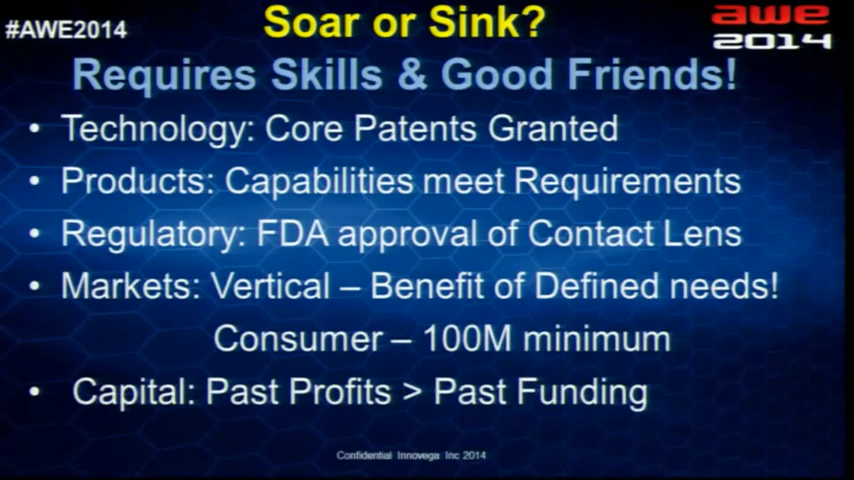 #AWE2014
Soar or Sink?
awe
2014
Requires Skills & Good Friends!
• Technology: Core Patents Granted
• Products: Capabilities meet Requirements
• Regulatory: FDA approval of Contact Lens
• Markets: Vertical – Benefit of Defined needs!
Consumer – 100M minimum
• Capital: Past Profits > Past Funding
Confidential Innovega Inc 2014